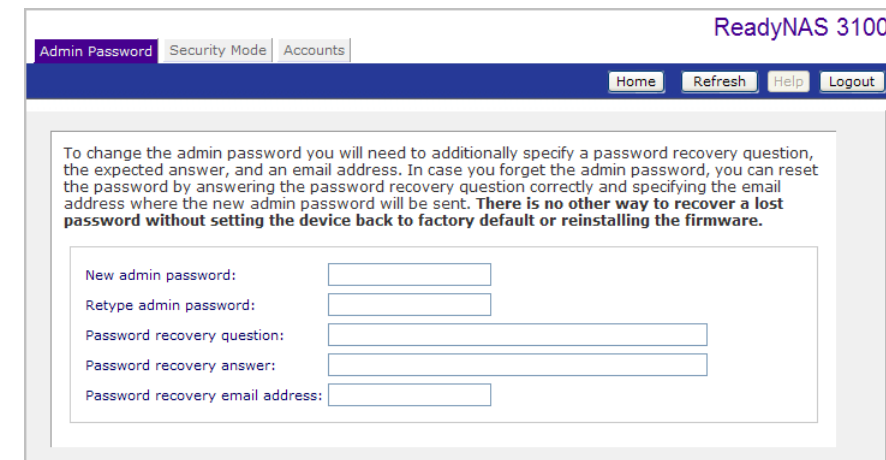 ReadyNAS 3100
Admin Password Security Mode Accounts
Home Refresh Help Logout
To change the admin password you will need to additionally specify a password recovery question,
the expected answer, and an email address. In case you forget the admin password, you can reset
the password by answering the password recovery question correctly and specifying the email
address where the new admin password will be sent. There is no other way to recover a lost
password without setting the device back to factory default or reinstalling the firmware.
New admin password:
Retype admin password:
Password recovery question:
Password recovery answer:
Password recovery email address: